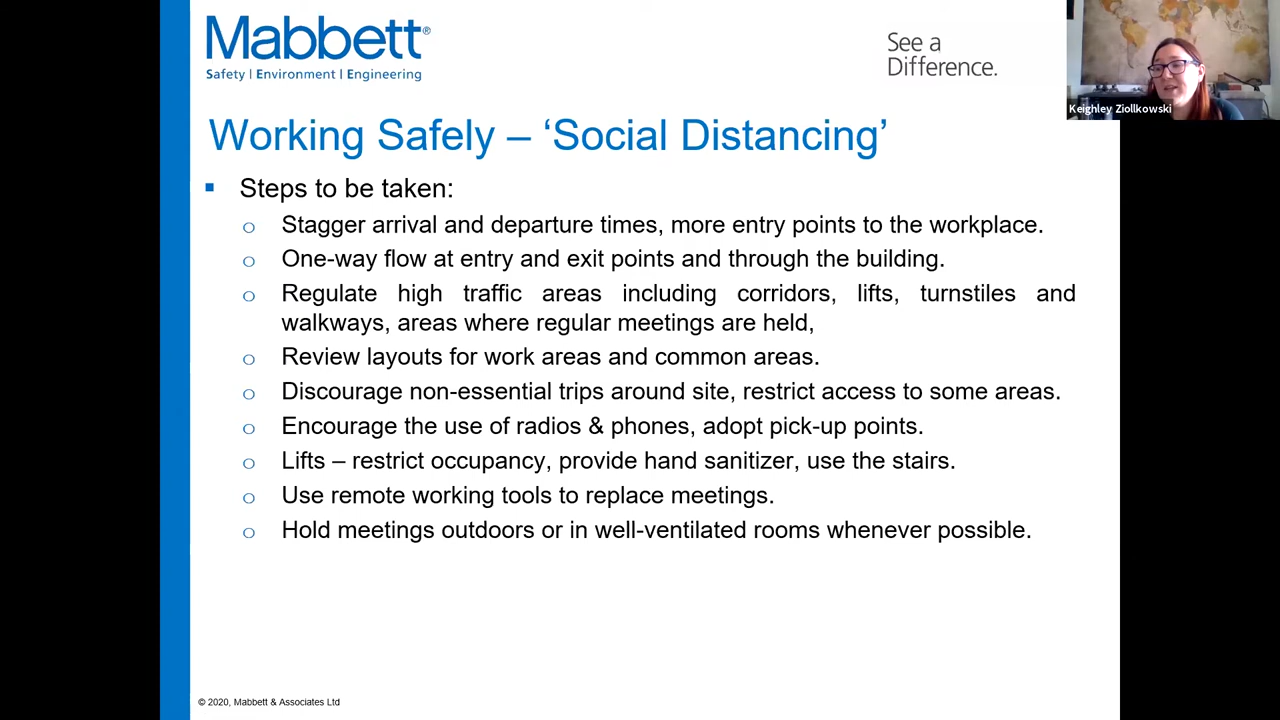 Mabbett®
Safety | Environment | Engineering
See a
Difference.
Keighley Ziollkowski
Working Safely – ‘Social Distancing’
▪ Steps to be taken:
o Stagger arrival and departure times, more entry points to the workplace.
o One-way flow at entry and exit points and through the building.
o Regulate high traffic areas including corridors, lifts, turnstiles and
walkways, areas where regular meetings are held,
o Review layouts for work areas and common areas.
o Discourage non-essential trips around site, restrict access to some areas.
o Encourage the use of radios & phones, adopt pick-up points.
o Lifts – restrict occupancy, provide hand sanitizer, use the stairs.
o Use remote working tools to replace meetings.
o Hold meetings outdoors or in well-ventilated rooms whenever possible.
© 2020, Mabbett & Associates Ltd